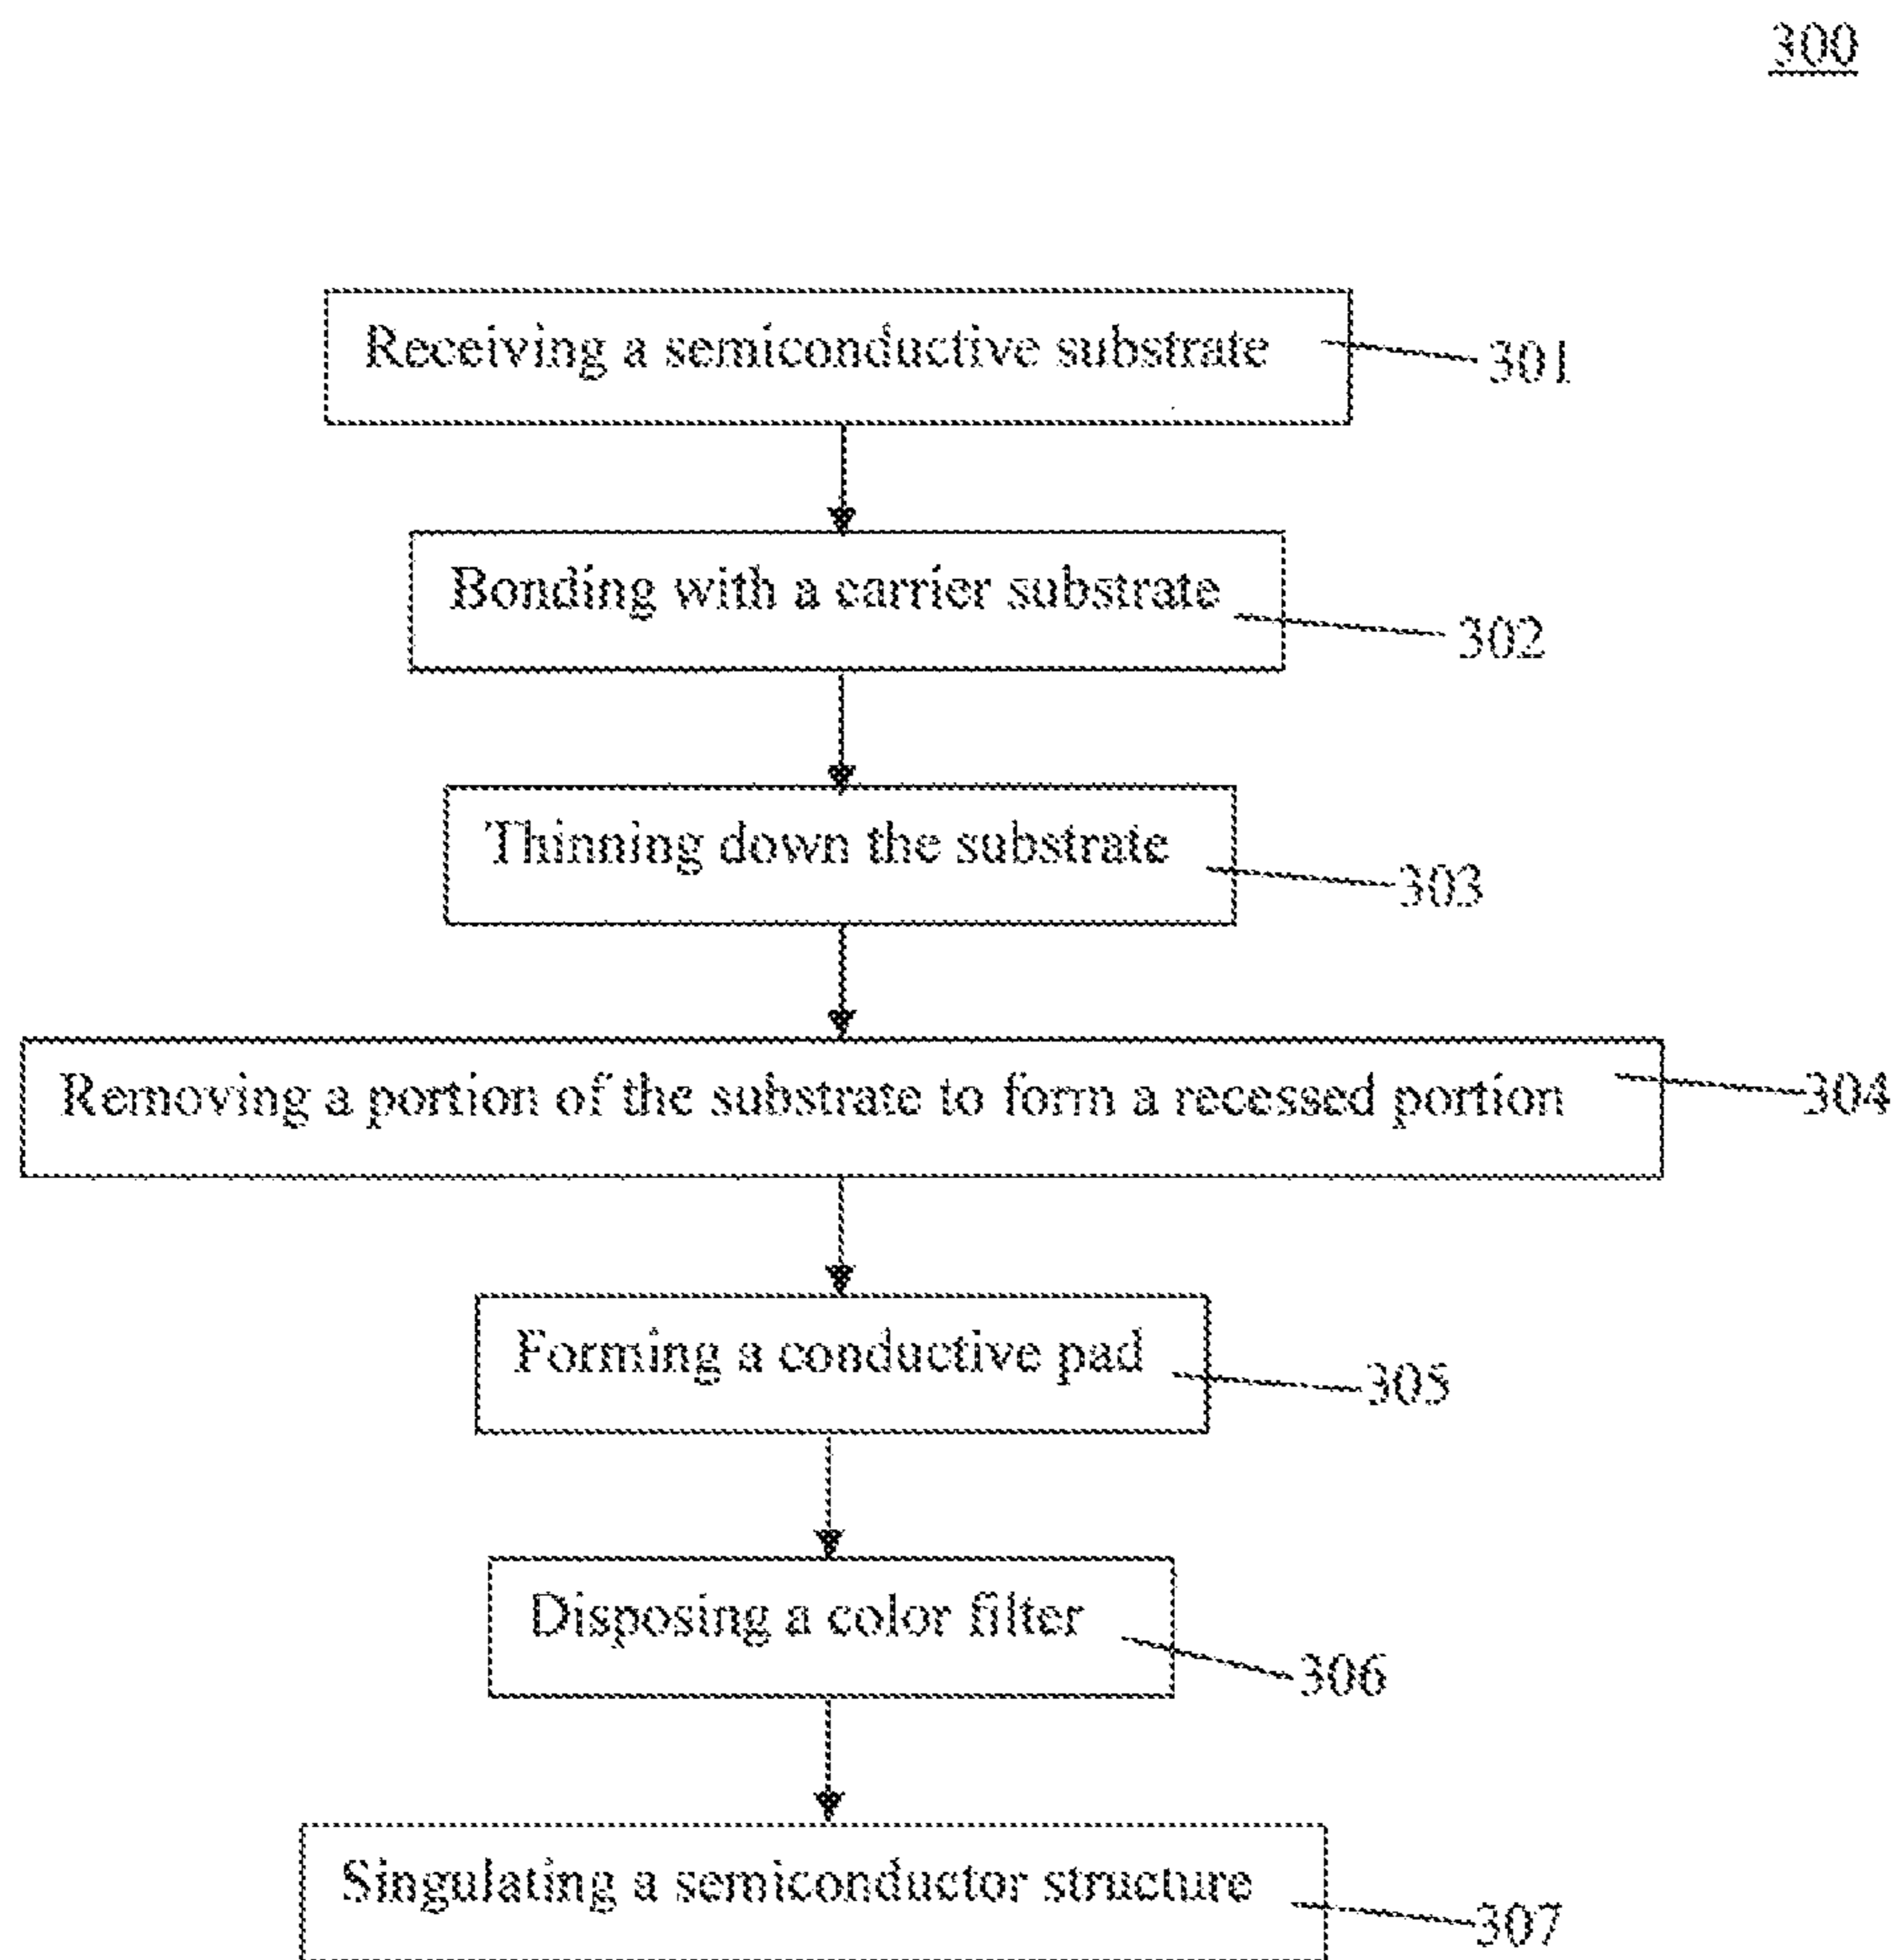 300
Receiving a semiconductive substrate
301
Bonding with a carrier substrate
302
Thinning down the substrate
303
Removing a portion of the substrate to form a recessed portion
304
Forming a conductive pad
305
Disposing a color filter
306
Singulating a semiconductor structure
307